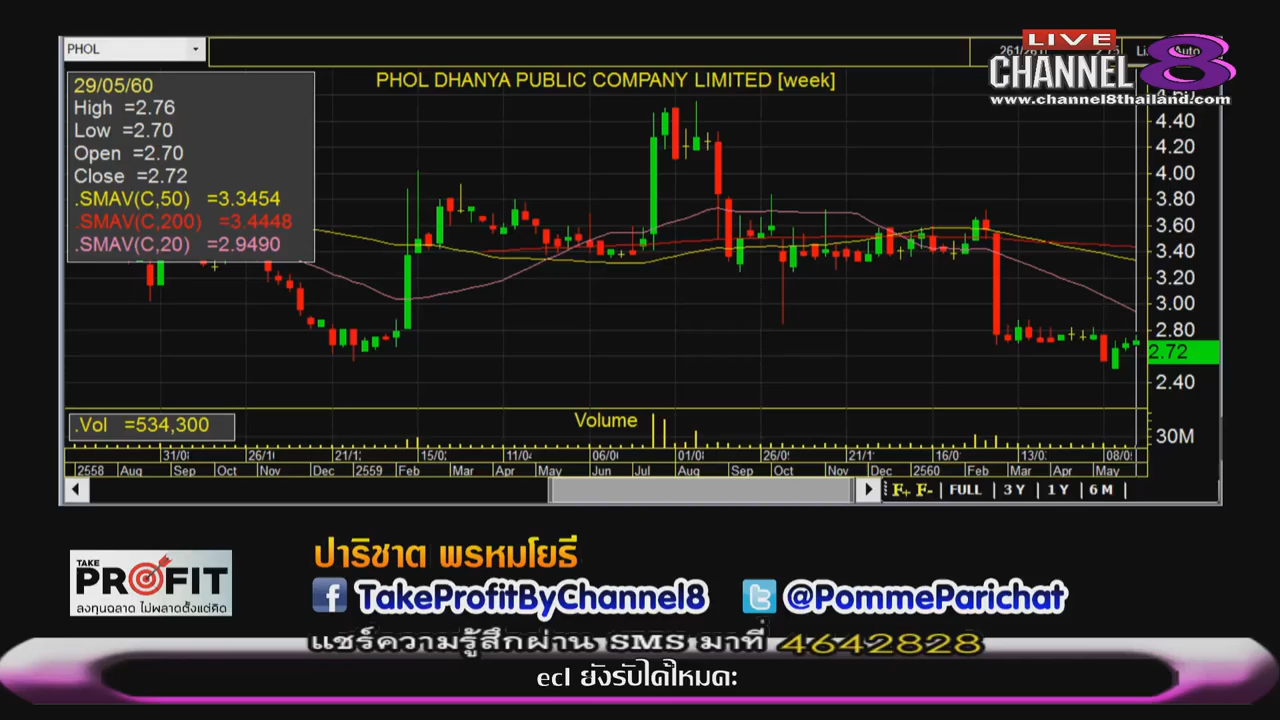 PHOL
LIVE
CHANNEL 8
www.channel8thailand.com
Auto
PHOL DHANYA PUBLIC COMPANY LIMITED [week]
29/05/60
High =2.76
Low =2.70
Open =2.70
Close =2.72
.SMAV(C,50) =3.3454
.SMAV(C,200) =3.4448
.SMAV(C,20) =2.9490
4.40
4.20
4.00
3.80
3.60
3.40
3.20
3.00
2.80
2.72
2.40
.Vol =534,300
Volume
30M
2558 Aug Sep Oct Nov Dec 2559 Feb Mar Apr May Jun Jul Aug Sep Oct Nov Dec 2560 Feb Mar Apr May
F+ F- FULL 3 Y 1 Y 6 M
TAKE PROFIT
ลงทุนฉลาด ไม่พลาดตั้งแต่คิด
ปาริชาต พรหมโยธี
TakeProfitByChannel8 @PommeParichat
แชร์ความรู้สึกผ่าน SMS มาที่ 4642828
ecl ยังรับได้ไหมคะ